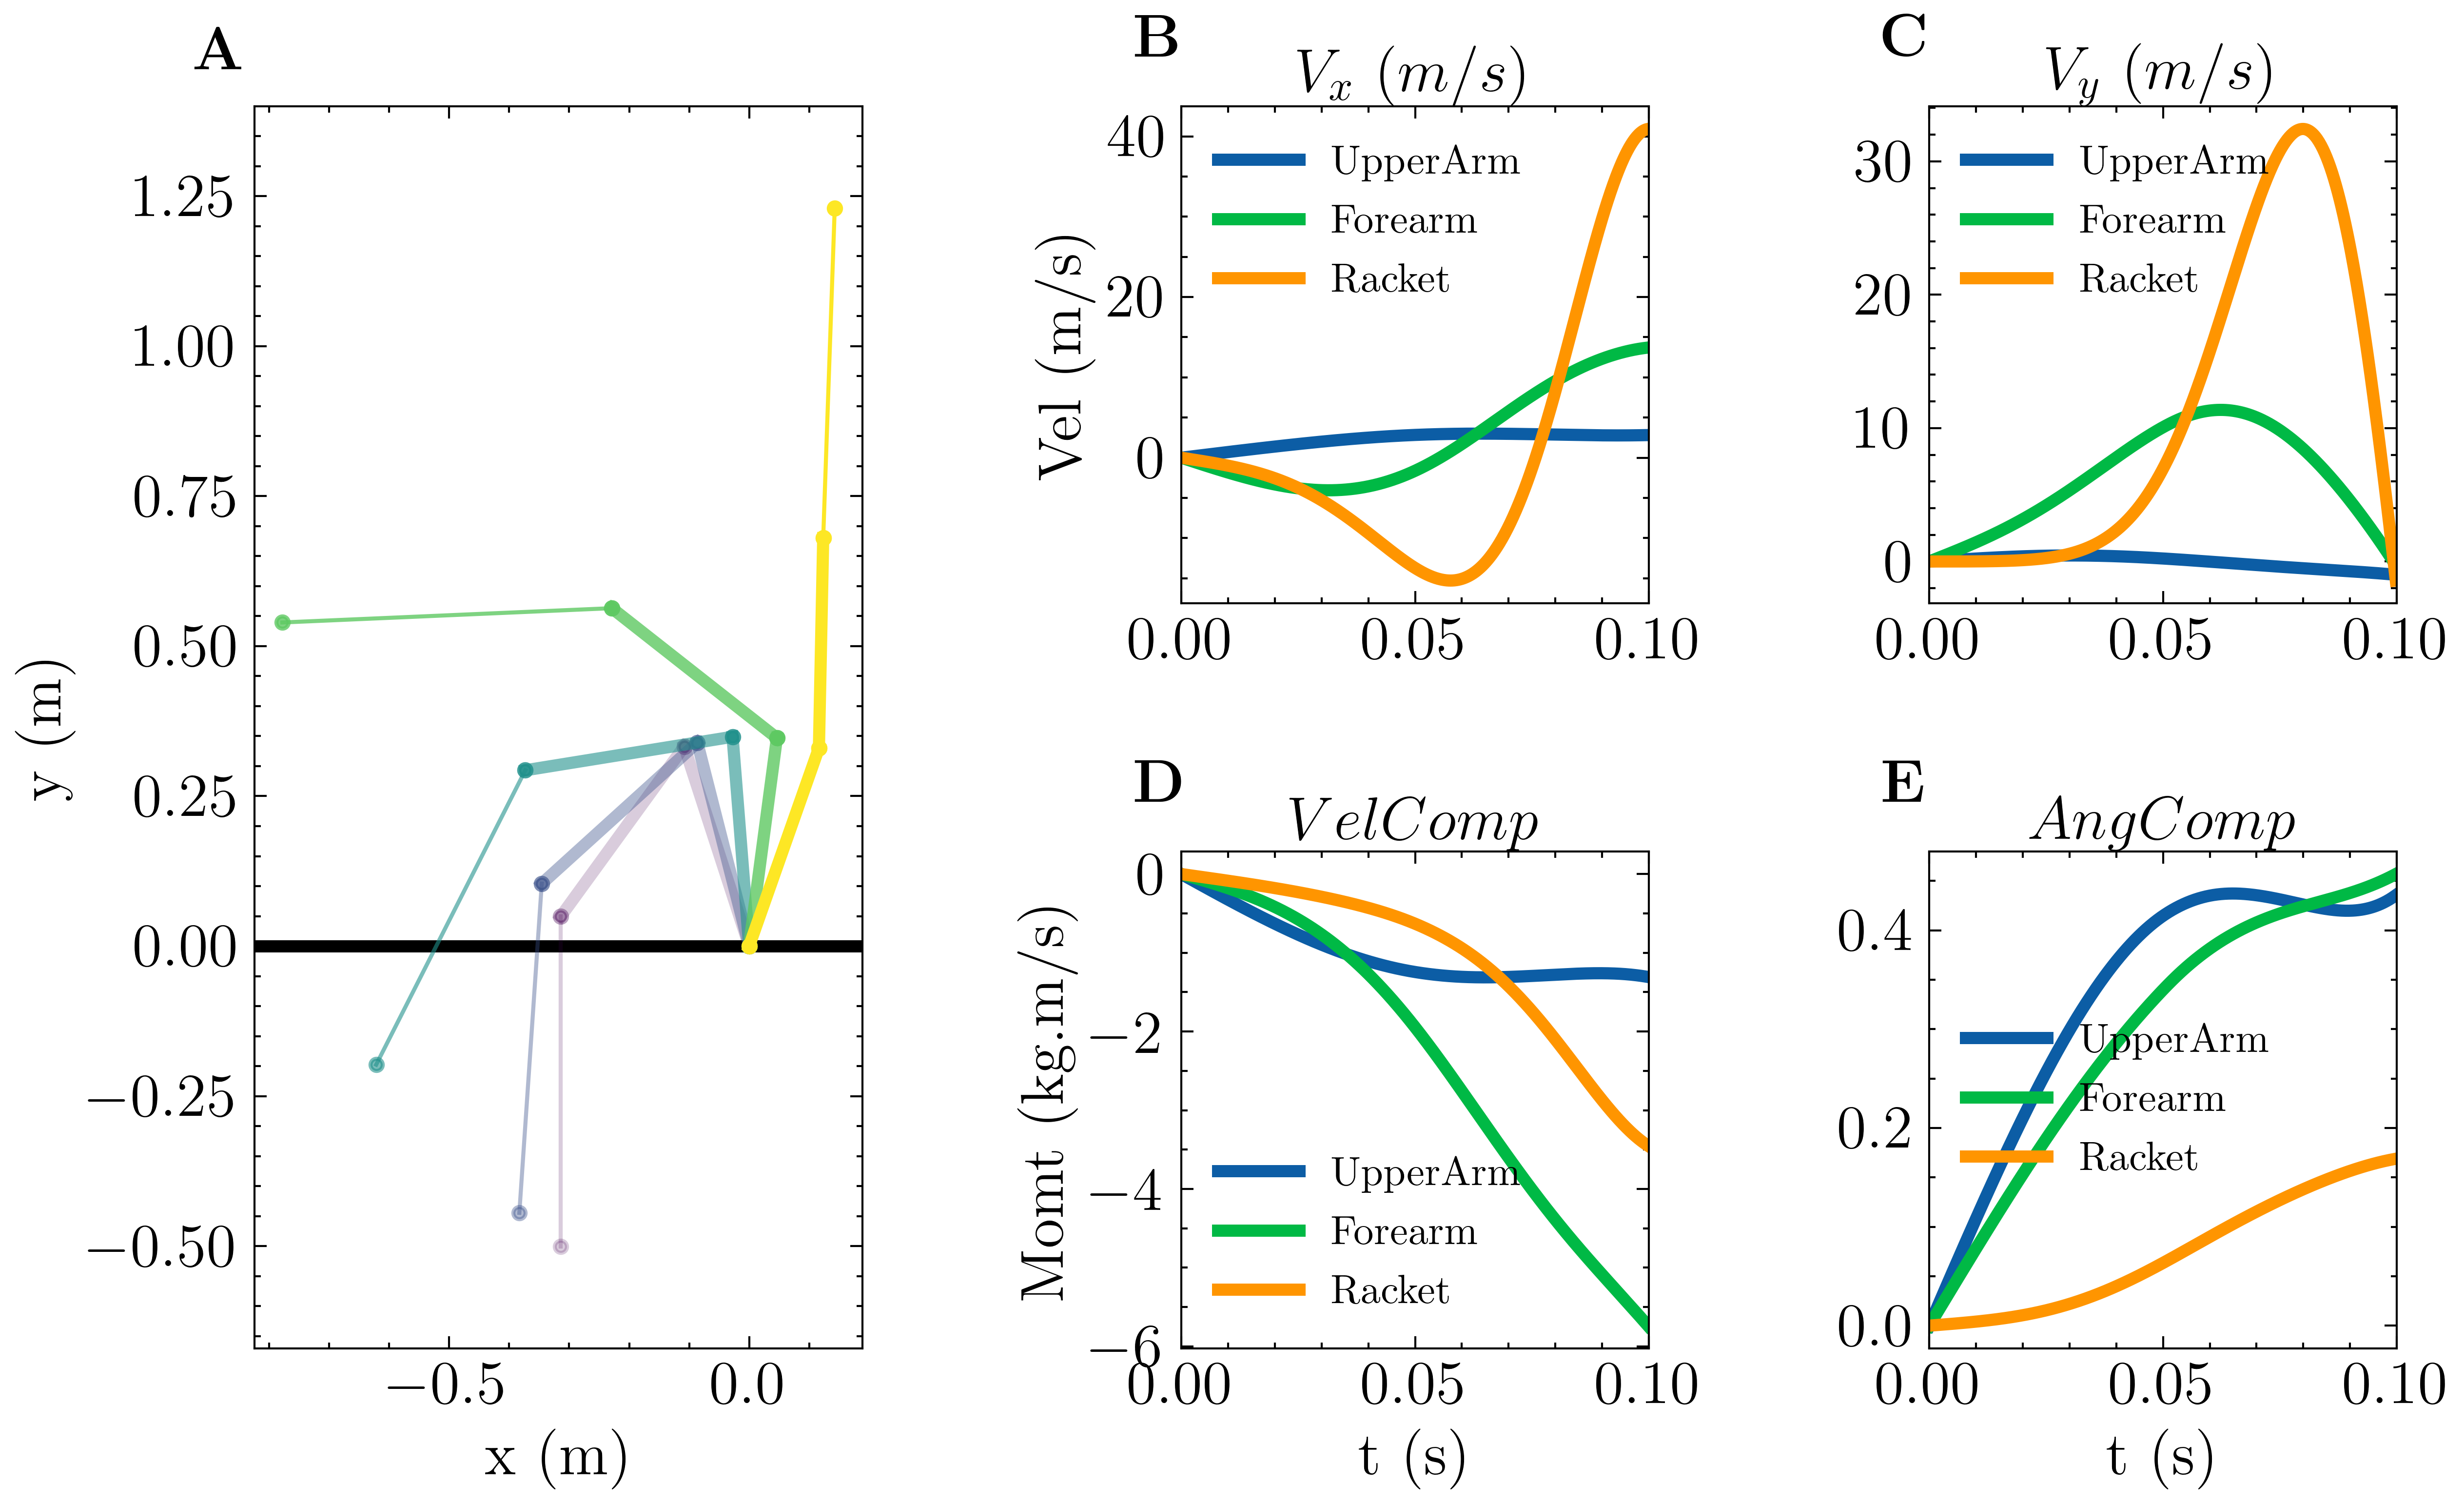 A
y (m)
1.25
1.00
0.75
0.50
0.25
0.00
−0.25
−0.50
−0.5 0.0
x (m)
B
V_x (m/s)
Vel (m/s)
40
20
0
UpperArm
Forearm
Racket
0.00 0.05 0.10
C
V_y (m/s)
30
20
10
0
UpperArm
Forearm
Racket
0.00 0.05 0.10
D
VelComp
Momt (kg.m/s)
0
−2
−4
−6
UpperArm
Forearm
Racket
0.00 0.05 0.10
t (s)
E
AngComp
0.4
0.2
0.0
UpperArm
Forearm
Racket
0.00 0.05 0.10
t (s)